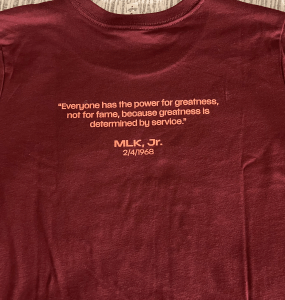 “Everyone has the power for greatness,
not for fame, because greatness is
determined by service.”
MLK, Jr.
2/4/1968